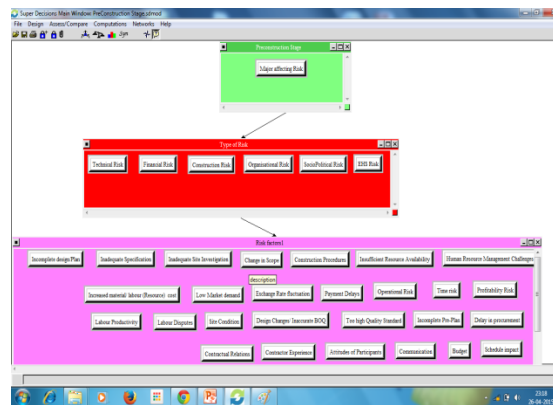 Super Decisions Main Window: PreConstruction Stage.sdmod
File Design Assess/Compare Computations Networks Help
Preconstruction Stage
Major affecting Risk
Type of Risk
Technical Risk Financial Risk Construction Risk Organisational Risk SocioPolitical Risk EHS Risk
Risk factors1
Incomplete design Plan Inadequate Specification Inadequate Site Investigation Change in Scope Construction Procedures Insufficient Resource Availability Human Resource Management Challenges
description
Increased material/labour (Resource) cost Low Market demand Exchange Rate fluctuation Payment Delays Operational Risk Time risk Profitability Risk
Labour Productivity Labour Disputes Site Condition Design Changes/Inaccurate BOQ Too high Quality Standard Incomplete Pre-Plan Delay in procurement
Contractual Relations Contractor Experience Attitudes of Participants Communication Budget Schedule impact
23:18
26-04-2015